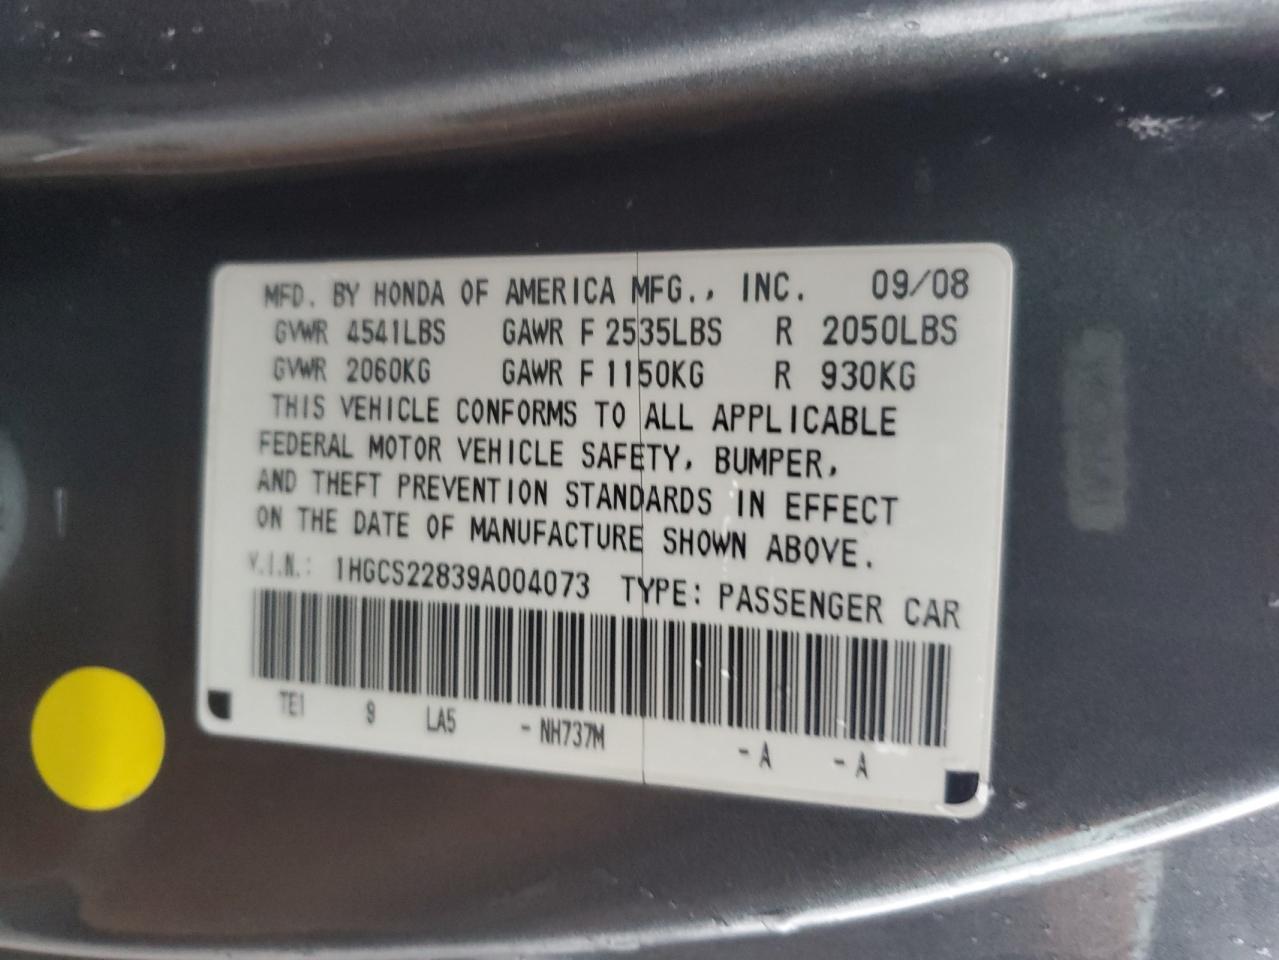 MFD. BY HONDA OF AMERICA MFG., INC. 09/08
GVWR 4541LBS GAWR F 2535LBS R 2050LBS
GVWR 2060KG GAWR F 1150KG R 930KG
THIS VEHICLE CONFORMS TO ALL APPLICABLE
FEDERAL MOTOR VEHICLE SAFETY, BUMPER,
AND THEFT PREVENTION STANDARDS IN EFFECT
ON THE DATE OF MANUFACTURE SHOWN ABOVE.
V.I.N.: 1HGCS22839A004073 TYPE: PASSENGER CAR
TE1 9 LA5 -NH737M -A -A